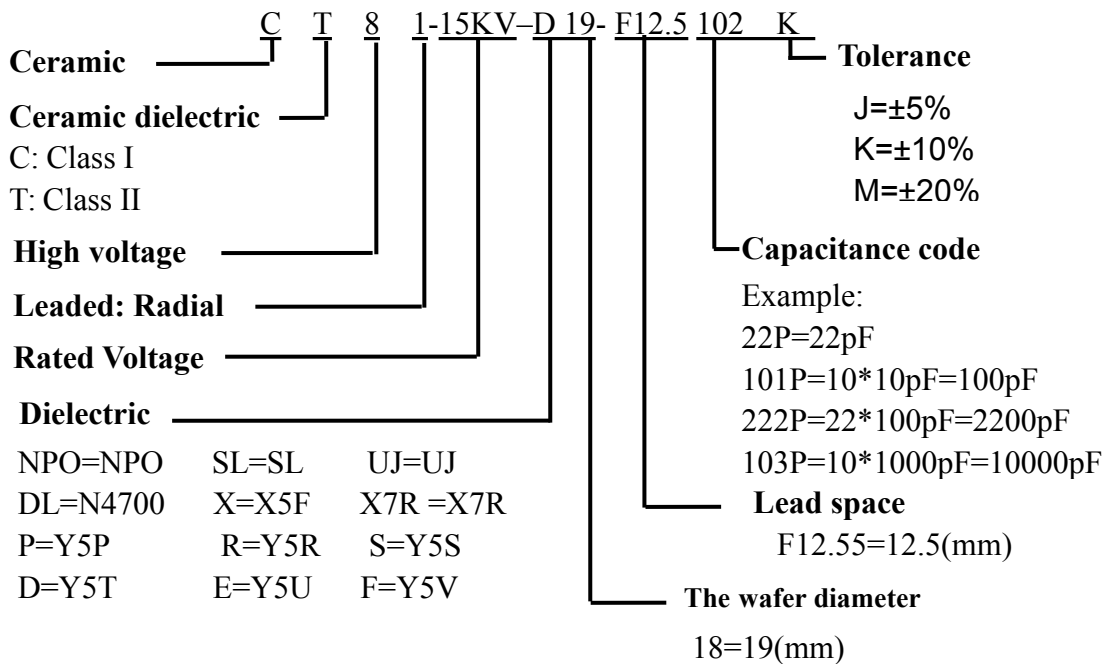 C T 8 1-15KV–D 19- F12.5 102 K
Ceramic
Ceramic dielectric
C: Class I
T: Class II
High voltage
Leaded: Radial
Rated Voltage
Dielectric
NPO=NPO SL=SL UJ=UJ
DL=N4700 X=X5F X7R =X7R
P=Y5P R=Y5R S=Y5S
D=Y5T E=Y5U F=Y5V
Tolerance
J=±5%
K=±10%
M=±20%
Capacitance code
Example:
22P=22pF
101P=10*10pF=100pF
222P=22*100pF=2200pF
103P=10*1000pF=10000pF
Lead space
F12.55=12.5(mm)
The wafer diameter
18=19(mm)